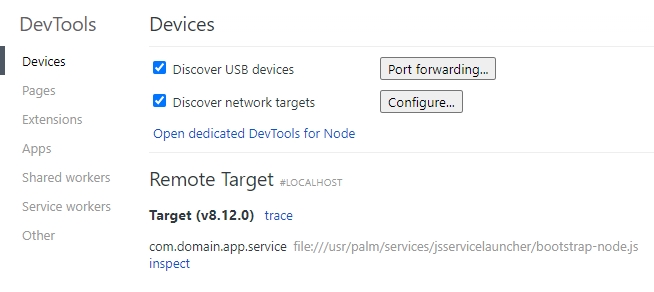 DevTools
Devices
Pages
Extensions
Apps
Shared workers
Service workers
Other
Devices
Discover USB devices Port forwarding...
Discover network targets Configure...
Open dedicated DevTools for Node
Remote Target #LOCALHOST
Target (v8.12.0) trace
com.domain.app.service file:///usr/palm/services/jsservicelauncher/bootstrap-node.js
inspect